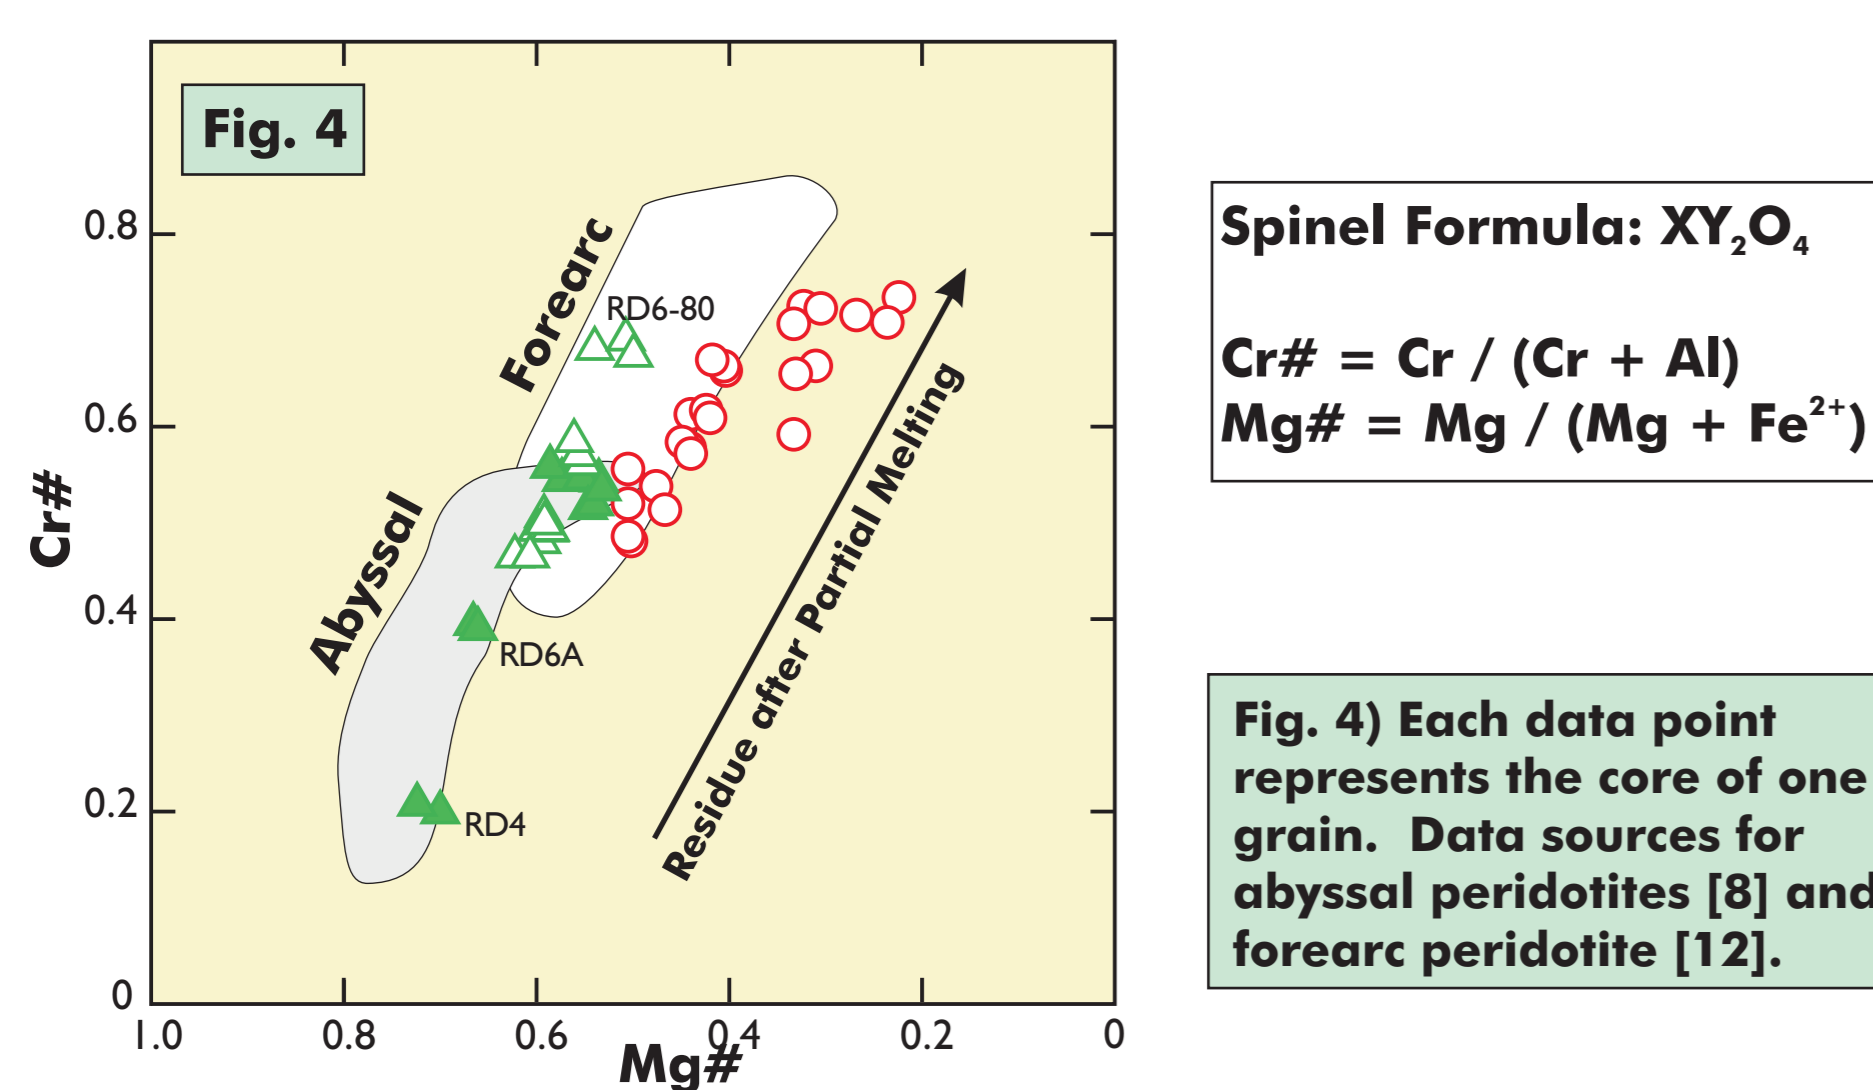 Fig. 4
Cr#
0.8
0.6
0.4
0.2
0
1.0 0.8 0.6 0.4 0.2 0
Mg#
Forearc
Abyssal
RD6-80
RD6A
RD4
Residue after Partial Melting
Spinel Formula: XY₂O₄
Cr# = Cr / (Cr + Al)
Mg# = Mg / (Mg + Fe²⁺)
Fig. 4) Each data point
represents the core of one
grain. Data sources for
abyssal peridotites [8] and
forearc peridotite [12].